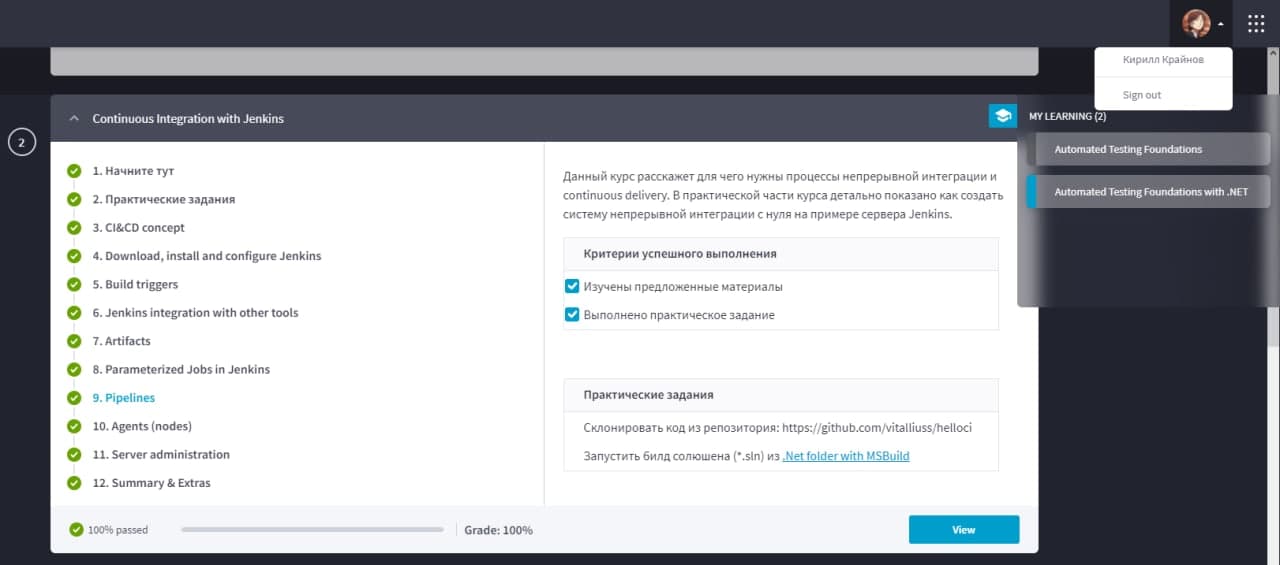 Кирилл Крайнов
Sign out
2
Continuous Integration with Jenkins
MY LEARNING (2)
Automated Testing Foundations
Automated Testing Foundations with .NET
1. Начните тут
2. Практические задания
3. CI&CD concept
4. Download, install and configure Jenkins
5. Build triggers
6. Jenkins integration with other tools
7. Artifacts
8. Parameterized Jobs in Jenkins
9. Pipelines
10. Agents (nodes)
11. Server administration
12. Summary & Extras
Данный курс расскажет для чего нужны процессы непрерывной интеграции и
continuous delivery. В практической части курса детально показано как создать
систему непрерывной интеграции с нуля на примере сервера Jenkins.
Критерии успешного выполнения
Изучены предложенные материалы
Выполнено практическое задание
Практические задания
Склонировать код из репозитория: https://github.com/vitalliuss/helloci
Запустить билд солюшена (*.sln) из .Net folder with MSBuild
100% passed
Grade: 100%
View